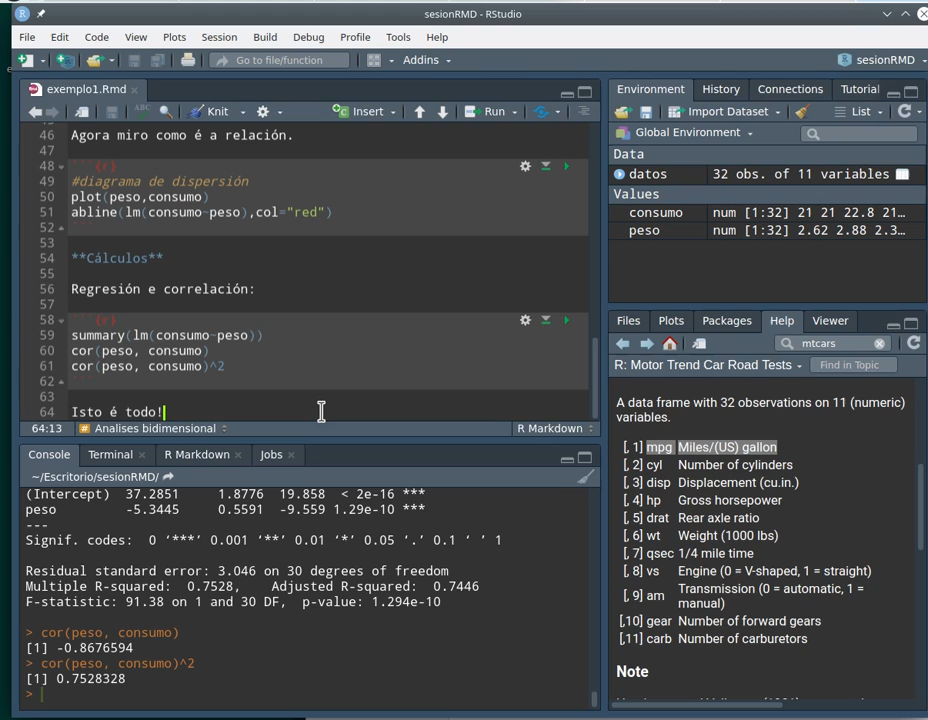 sesionRMD - RStudio
File Edit Code View Plots Session Build Debug Profile Tools Help
Go to file/function Addins sesionRMD
exemplo1.Rmd
Knit Insert Run
46 Agora miro como é a relación.
47
48 ```{r}
49 #diagrama de dispersión
50 plot(peso,consumo)
51 abline(lm(consumo~peso),col="red")
52
53
54 **Cálculos**
55
56 Regresión e correlación:
57
58 ```{r}
59 summary(lm(consumo~peso))
60 cor(peso, consumo)
61 cor(peso, consumo)^2
62
63
64 Isto é todo!
64:13 # Analises bidimensional R Markdown
Console Terminal R Markdown Jobs
~/Escritorio/sesionRMD/
(Intercept) 37.2851 1.8776 19.858 < 2e-16 ***
peso -5.3445 0.5591 -9.559 1.29e-10 ***
---
Signif. codes: 0 ‘***’ 0.001 ‘**’ 0.01 ‘*’ 0.05 ‘.’ 0.1 ‘ ’ 1
Residual standard error: 3.046 on 30 degrees of freedom
Multiple R-squared: 0.7528, Adjusted R-squared: 0.7446
F-statistic: 91.38 on 1 and 30 DF, p-value: 1.294e-10
> cor(peso, consumo)
[1] -0.8676594
> cor(peso, consumo)^2
[1] 0.7528328
>
Environment History Connections Tutorial
Import Dataset List
Global Environment
Data
datos 32 obs. of 11 variables
Values
consumo num [1:32] 21 21 22.8 21…
peso num [1:32] 2.62 2.88 2.3…
Files Plots Packages Help Viewer
mtcars
R: Motor Trend Car Road Tests Find in Topic
A data frame with 32 observations on 11 (numeric)
variables.
[, 1] mpg Miles/(US) gallon
[, 2] cyl Number of cylinders
[, 3] disp Displacement (cu.in.)
[, 4] hp Gross horsepower
[, 5] drat Rear axle ratio
[, 6] wt Weight (1000 lbs)
[, 7] qsec 1/4 mile time
[, 8] vs Engine (0 = V-shaped, 1 = straight)
[, 9] am Transmission (0 = automatic, 1 =
manual)
[,10] gear Number of forward gears
[,11] carb Number of carburetors
Note